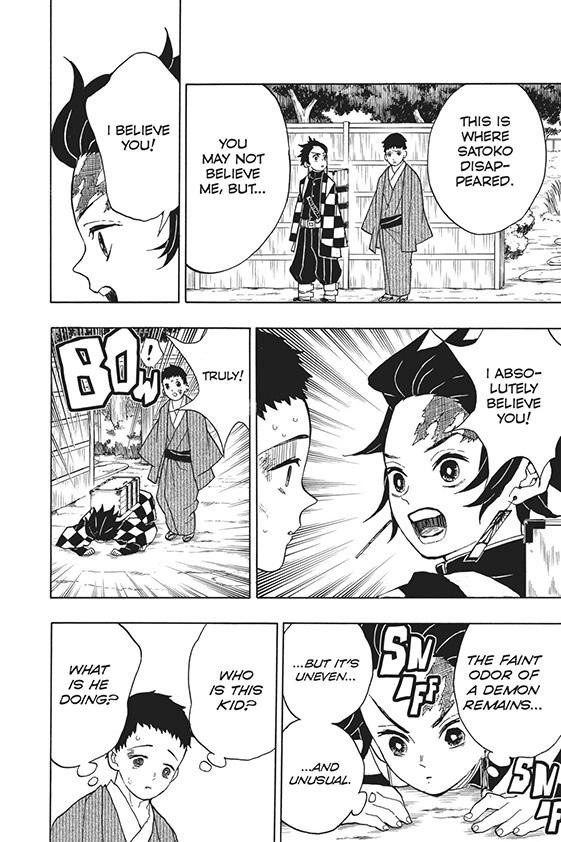 THIS IS
WHERE
SATOKO
DISAP-
PEARED.
YOU
MAY NOT
BELIEVE
ME, BUT...
I BELIEVE
YOU!
I ABSO-
LUTELY
BELIEVE
YOU!
TRULY!
BOW!
THE FAINT
ODOR OF
A DEMON
REMAINS...
SNIFF
SNIFF
...BUT IT'S
UNEVEN...
...AND
UNUSUAL.
WHO
IS THIS
KID?
WHAT
IS HE
DOING?